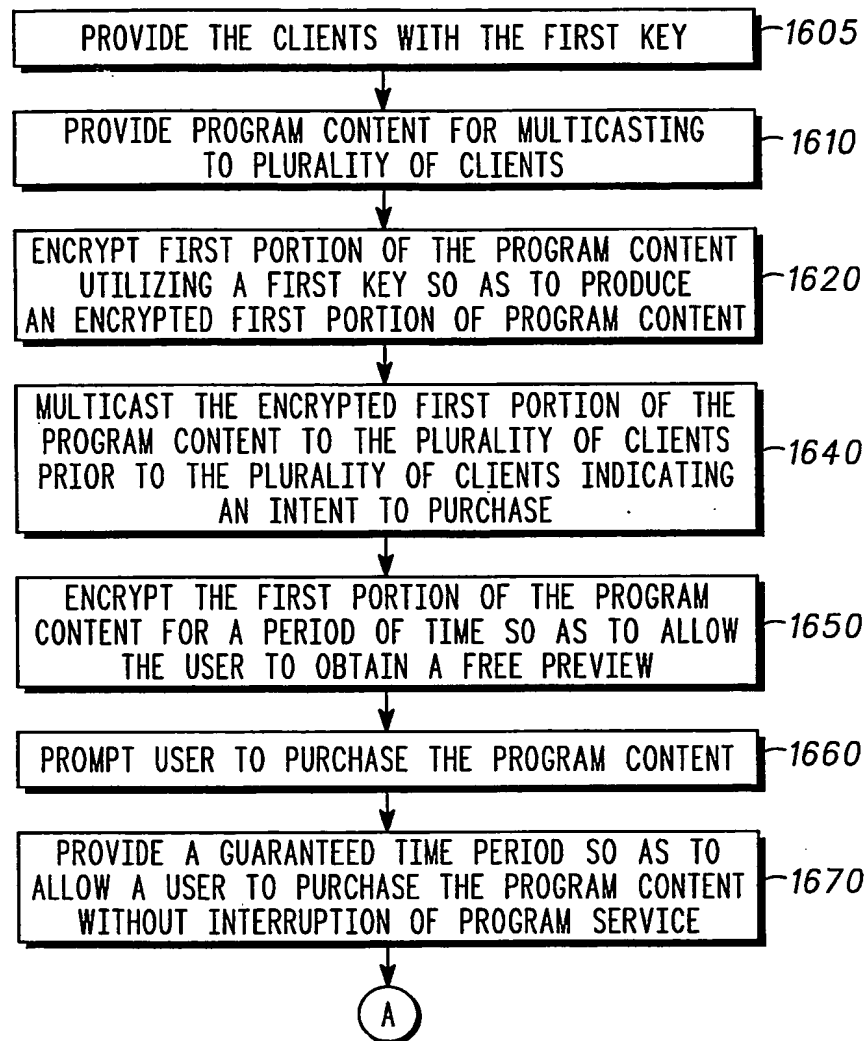 PROVIDE THE CLIENTS WITH THE FIRST KEY
1605
PROVIDE PROGRAM CONTENT FOR MULTICASTING
TO PLURALITY OF CLIENTS
1610
ENCRYPT FIRST PORTION OF THE PROGRAM CONTENT
UTILIZING A FIRST KEY SO AS TO PRODUCE
AN ENCRYPTED FIRST PORTION OF PROGRAM CONTENT
1620
MULTICAST THE ENCRYPTED FIRST PORTION OF THE
PROGRAM CONTENT TO THE PLURALITY OF CLIENTS
PRIOR TO THE PLURALITY OF CLIENTS INDICATING
AN INTENT TO PURCHASE
1640
ENCRYPT THE FIRST PORTION OF THE PROGRAM
CONTENT FOR A PERIOD OF TIME SO AS TO ALLOW
THE USER TO OBTAIN A FREE PREVIEW
1650
PROMPT USER TO PURCHASE THE PROGRAM CONTENT
1660
PROVIDE A GUARANTEED TIME PERIOD SO AS TO
ALLOW A USER TO PURCHASE THE PROGRAM CONTENT
WITHOUT INTERRUPTION OF PROGRAM SERVICE
1670
A